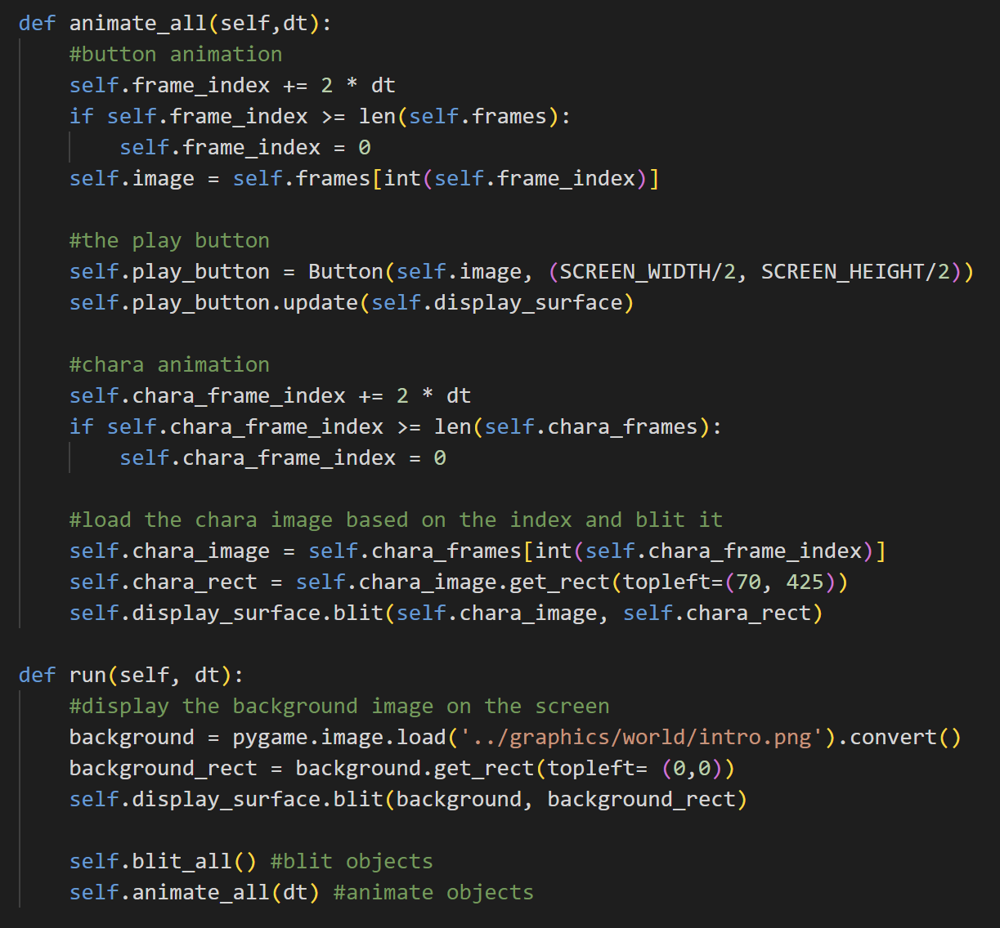 def animate_all(self,dt):
    #button animation
    self.frame_index += 2 * dt
    if self.frame_index >= len(self.frames):
        self.frame_index = 0
    self.image = self.frames[int(self.frame_index)]

    #the play button
    self.play_button = Button(self.image, (SCREEN_WIDTH/2, SCREEN_HEIGHT/2))
    self.play_button.update(self.display_surface)

    #chara animation
    self.chara_frame_index += 2 * dt
    if self.chara_frame_index >= len(self.chara_frames):
        self.chara_frame_index = 0

    #load the chara image based on the index and blit it
    self.chara_image = self.chara_frames[int(self.chara_frame_index)]
    self.chara_rect = self.chara_image.get_rect(topleft=(70, 425))
    self.display_surface.blit(self.chara_image, self.chara_rect)

def run(self, dt):
    #display the background image on the screen
    background = pygame.image.load('../graphics/world/intro.png').convert()
    background_rect = background.get_rect(topleft= (0,0))
    self.display_surface.blit(background, background_rect)

    self.blit_all() #blit objects
    self.animate_all(dt) #animate objects